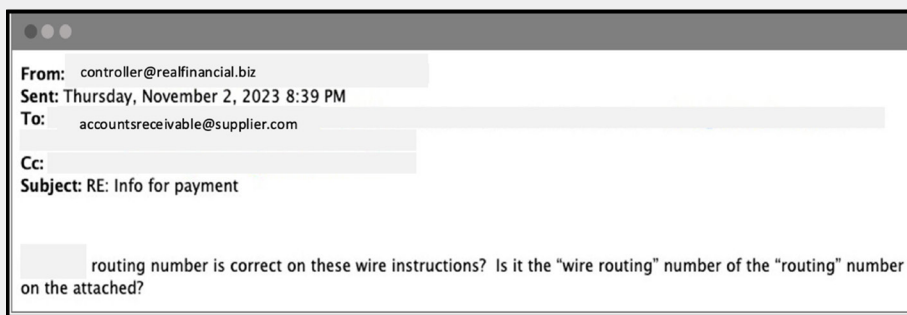 From: controller@realfinancial.biz
Sent: Thursday, November 2, 2023 8:39 PM
To: accountsreceivable@supplier.com
Cc:
Subject: RE: Info for payment
routing number is correct on these wire instructions? Is it the “wire routing” number of the “routing” number
on the attached?